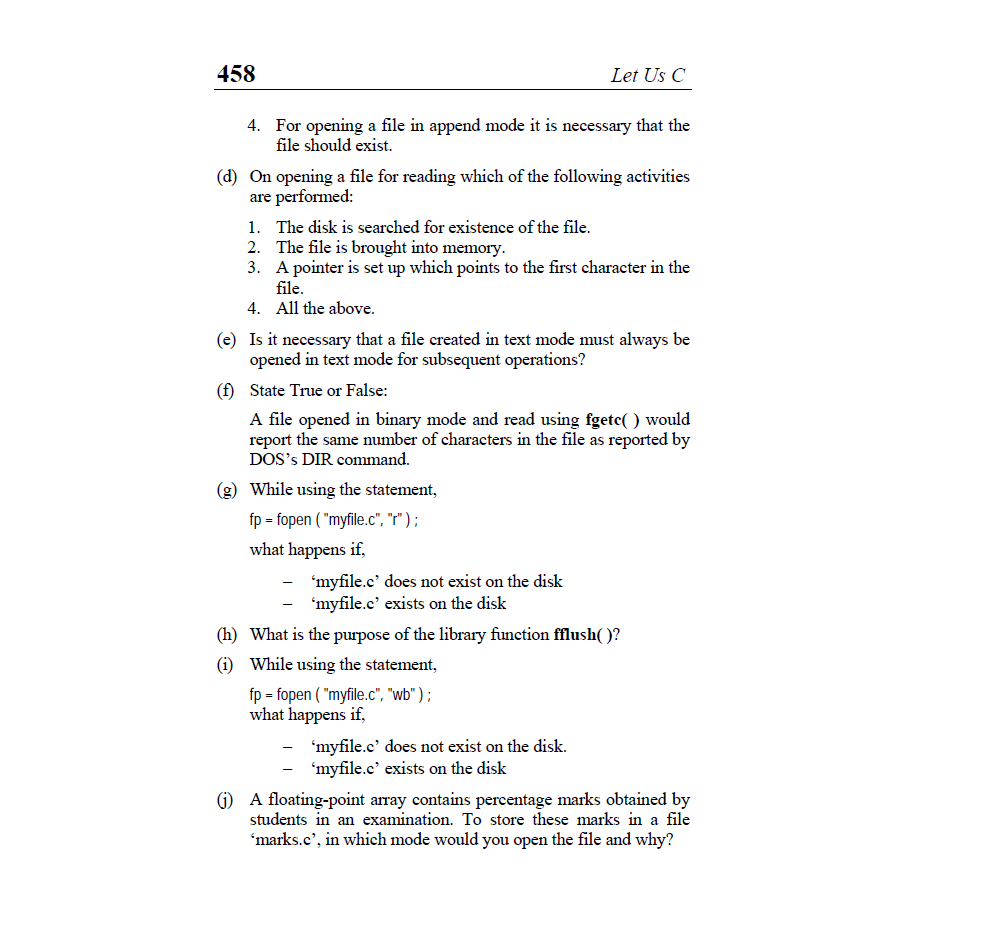 458 Let Us C
4. For opening a file in append mode it is necessary that the
file should exist.
(d) On opening a file for reading which of the following activities
are performed:
1. The disk is searched for existence of the file.
2. The file is brought into memory.
3. A pointer is set up which points to the first character in the
file.
4. All the above.
(e) Is it necessary that a file created in text mode must always be
opened in text mode for subsequent operations?
(f) State True or False:
A file opened in binary mode and read using fgetc( ) would
report the same number of characters in the file as reported by
DOS’s DIR command.
(g) While using the statement,
fp = fopen ( "myfile.c", "r" ) ;
what happens if,
– ‘myfile.c’ does not exist on the disk
– ‘myfile.c’ exists on the disk
(h) What is the purpose of the library function fflush( )?
(i) While using the statement,
fp = fopen ( "myfile.c", "wb" ) ;
what happens if,
– ‘myfile.c’ does not exist on the disk.
– ‘myfile.c’ exists on the disk
(j) A floating-point array contains percentage marks obtained by
students in an examination. To store these marks in a file
‘marks.c’, in which mode would you open the file and why?